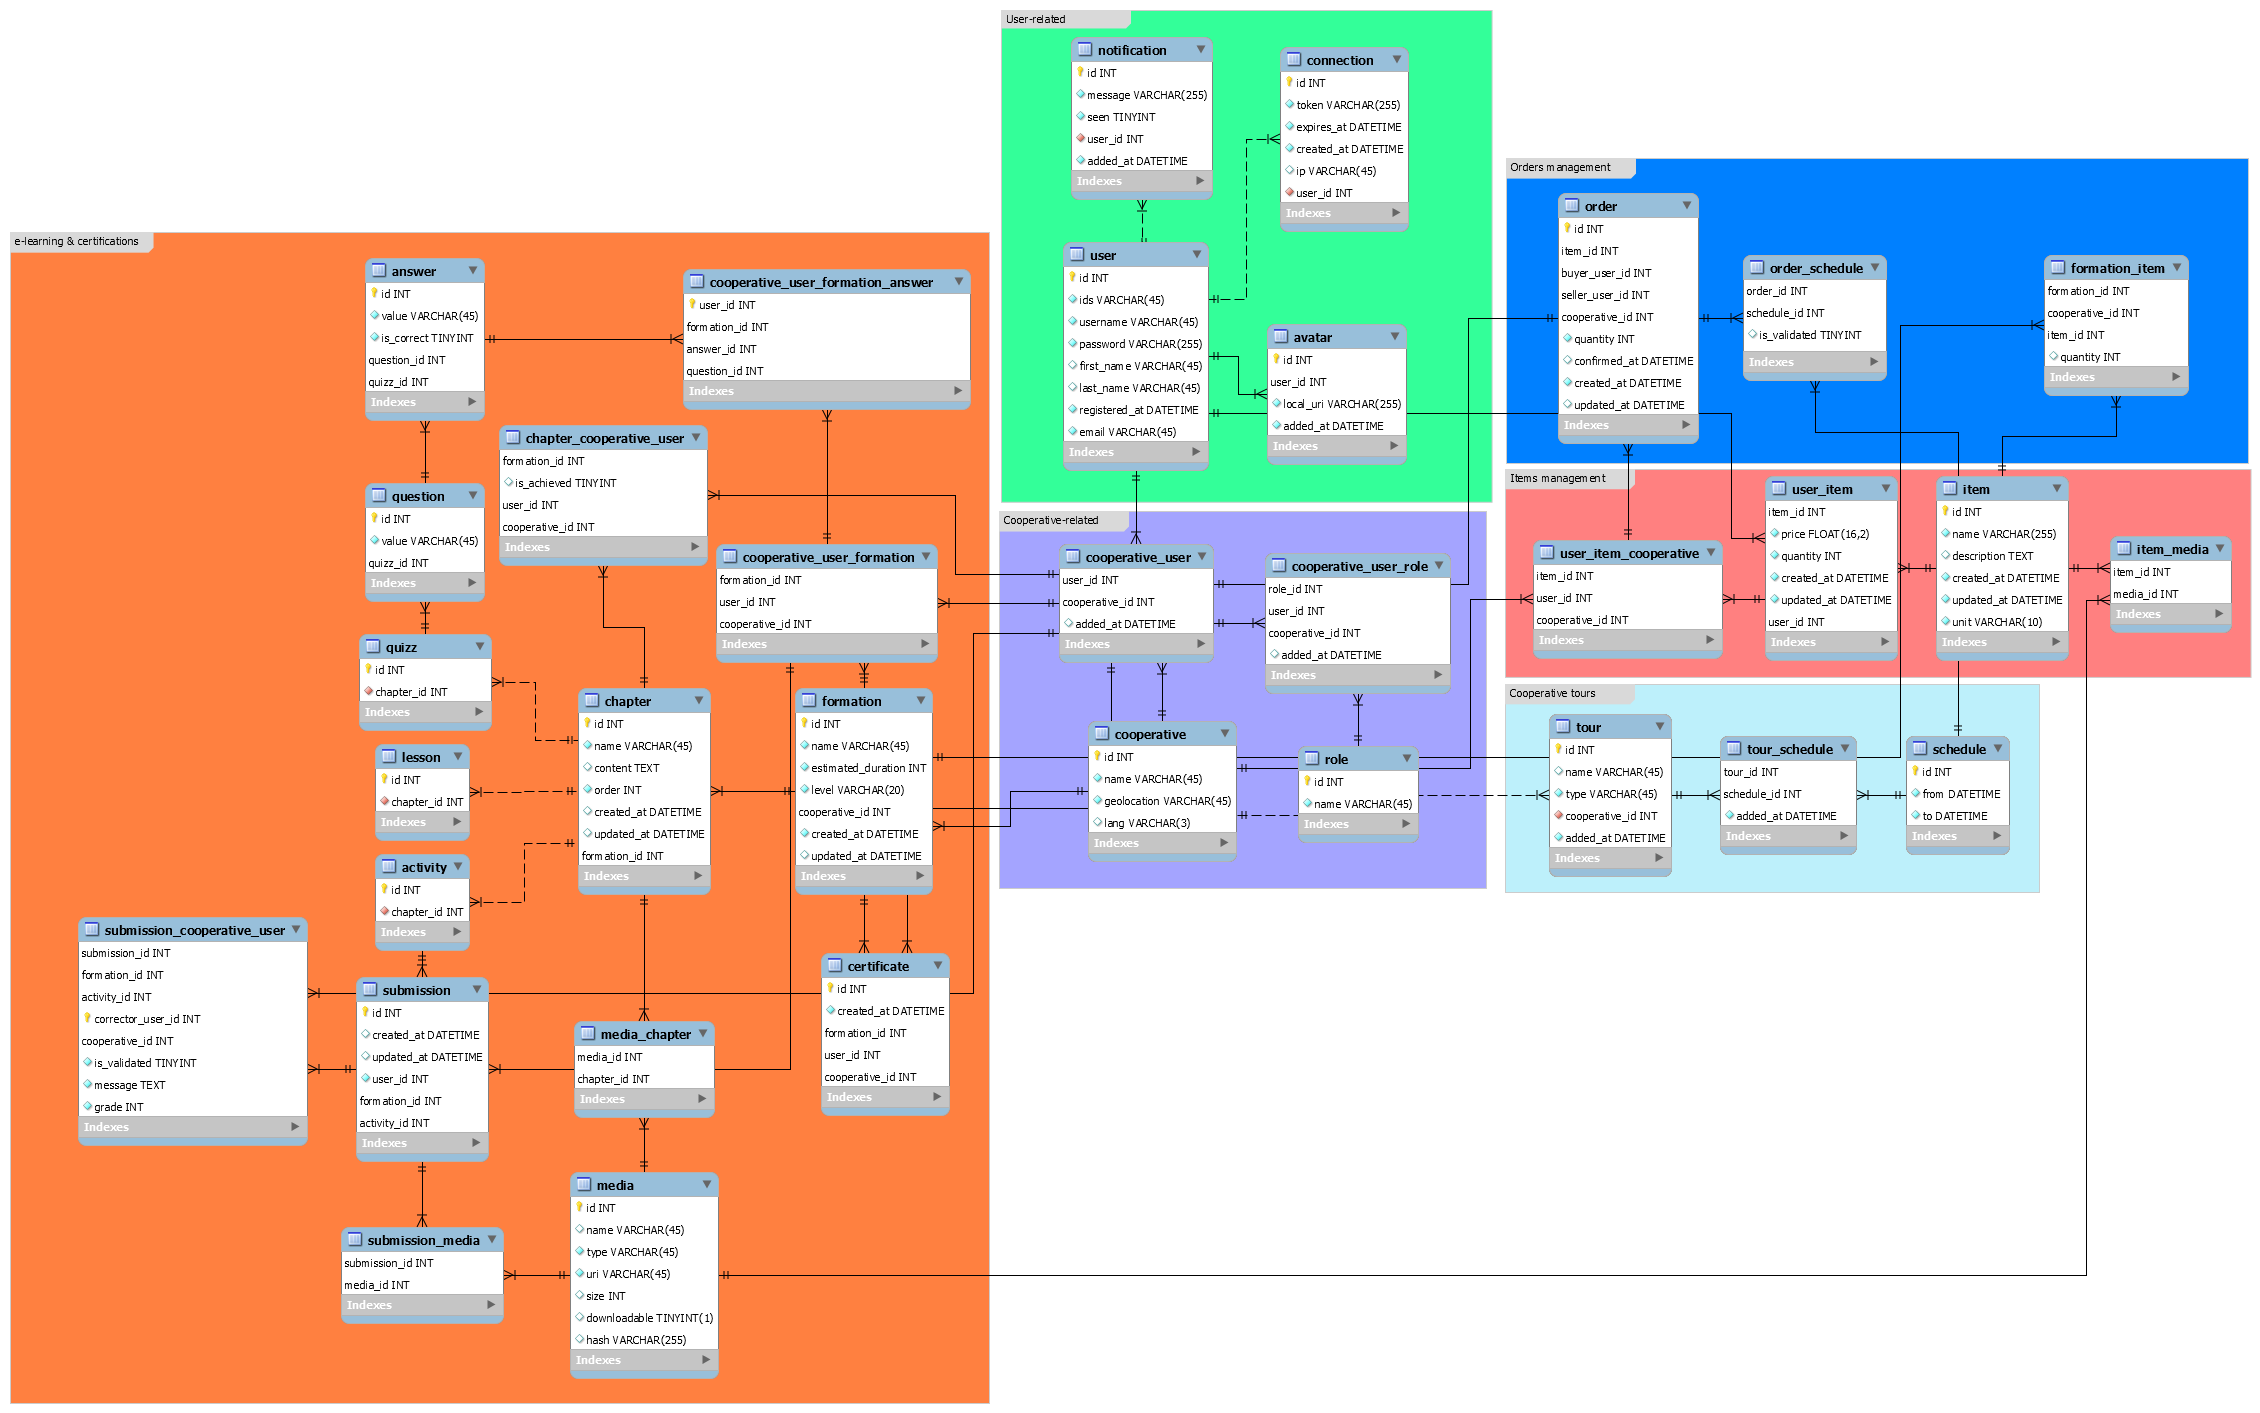 User-related
notification
id INT
message VARCHAR(255)
seen TINYINT
user_id INT
added_at DATETIME
Indexes
connection
id INT
token VARCHAR(255)
expires_at DATETIME
created_at DATETIME
ip VARCHAR(45)
user_id INT
Indexes
user
id INT
ids VARCHAR(45)
username VARCHAR(45)
password VARCHAR(255)
first_name VARCHAR(45)
last_name VARCHAR(45)
registered_at DATETIME
email VARCHAR(45)
Indexes
avatar
id INT
user_id INT
local_uri VARCHAR(255)
added_at DATETIME
Indexes
Orders management
order
id INT
item_id INT
buyer_user_id INT
seller_user_id INT
cooperative_id INT
quantity INT
confirmed_at DATETIME
created_at DATETIME
updated_at DATETIME
Indexes
order_schedule
order_id INT
schedule_id INT
is_validated TINYINT
Indexes
formation_item
formation_id INT
cooperative_id INT
item_id INT
quantity INT
Indexes
e-learning & certifications
answer
id INT
value VARCHAR(45)
is_correct TINYINT
question_id INT
quizz_id INT
Indexes
cooperative_user_formation_answer
user_id INT
formation_id INT
answer_id INT
question_id INT
Indexes
chapter_cooperative_user
formation_id INT
is_achieved TINYINT
user_id INT
cooperative_id INT
Indexes
question
id INT
value VARCHAR(45)
quizz_id INT
Indexes
cooperative_user_formation
formation_id INT
user_id INT
cooperative_id INT
Indexes
quizz
id INT
chapter_id INT
Indexes
chapter
id INT
name VARCHAR(45)
content TEXT
order INT
created_at DATETIME
updated_at DATETIME
formation_id INT
Indexes
formation
id INT
name VARCHAR(45)
estimated_duration INT
level VARCHAR(20)
cooperative_id INT
created_at DATETIME
updated_at DATETIME
Indexes
lesson
id INT
chapter_id INT
Indexes
activity
id INT
chapter_id INT
Indexes
submission_cooperative_user
submission_id INT
formation_id INT
activity_id INT
corrector_user_id INT
cooperative_id INT
is_validated TINYINT
message TEXT
grade INT
Indexes
submission
id INT
created_at DATETIME
updated_at DATETIME
user_id INT
formation_id INT
activity_id INT
Indexes
certificate
id INT
created_at DATETIME
formation_id INT
user_id INT
cooperative_id INT
Indexes
media_chapter
media_id INT
chapter_id INT
Indexes
media
id INT
name VARCHAR(45)
type VARCHAR(45)
uri VARCHAR(45)
size INT
downloadable TINYINT(1)
hash VARCHAR(255)
Indexes
submission_media
submission_id INT
media_id INT
Indexes
Cooperative-related
cooperative_user
user_id INT
cooperative_id INT
added_at DATETIME
Indexes
cooperative_user_role
role_id INT
user_id INT
cooperative_id INT
added_at DATETIME
Indexes
cooperative
id INT
name VARCHAR(45)
geolocation VARCHAR(45)
lang VARCHAR(3)
Indexes
role
id INT
name VARCHAR(45)
Indexes
Items management
user_item_cooperative
item_id INT
user_id INT
cooperative_id INT
Indexes
user_item
item_id INT
price FLOAT(16,2)
quantity INT
created_at DATETIME
updated_at DATETIME
user_id INT
Indexes
item
id INT
name VARCHAR(255)
description TEXT
created_at DATETIME
updated_at DATETIME
unit VARCHAR(10)
Indexes
item_media
item_id INT
media_id INT
Indexes
Cooperative tours
tour
id INT
name VARCHAR(45)
type VARCHAR(45)
cooperative_id INT
added_at DATETIME
Indexes
tour_schedule
tour_id INT
schedule_id INT
added_at DATETIME
Indexes
schedule
id INT
from DATETIME
to DATETIME
Indexes